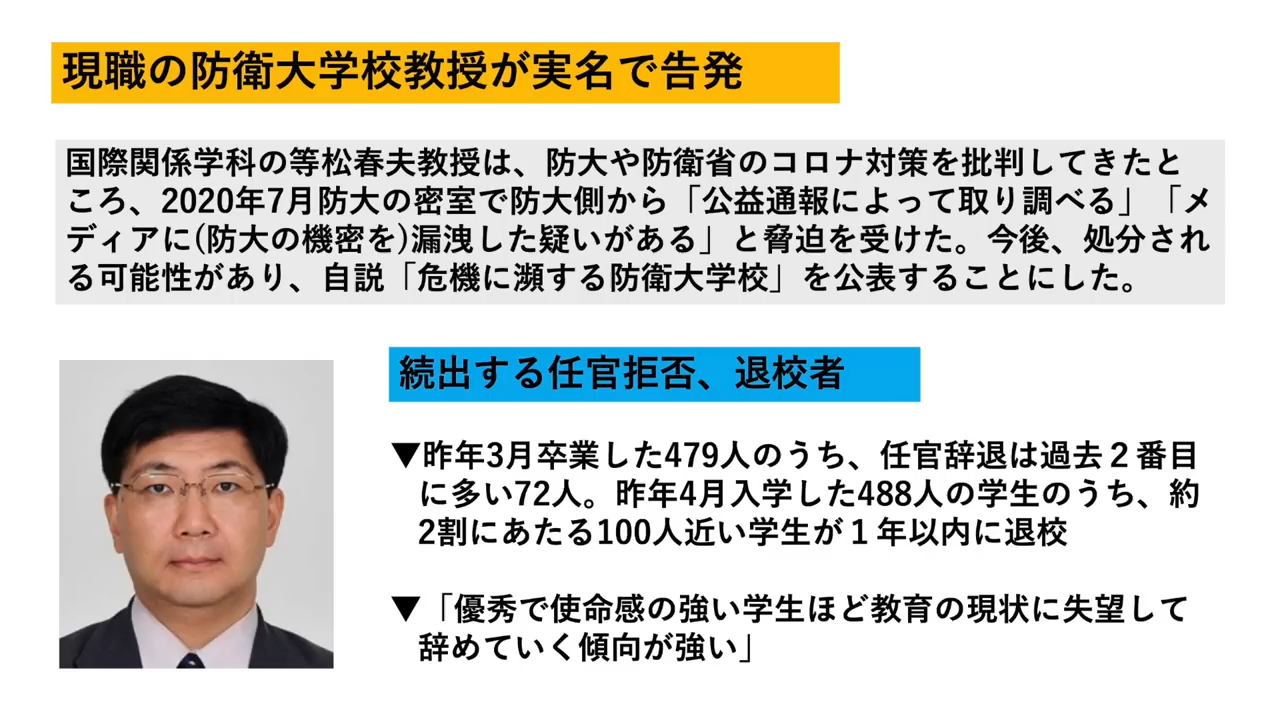 現職の防衛大学校教授が実名で告発
国際関係学科の等松春夫教授は、防大や防衛省のコロナ対策を批判してきたと
ころ、2020年7月防大の密室で防大側から「公益通報によって取り調べる」「メ
ディアに(防大の機密を)漏洩した疑いがある」と脅迫を受けた。今後、処分され
る可能性があり、自説「危機に瀕する防衛大学校」を公表することにした。
続出する任官拒否、退校者
▼昨年3月卒業した479人のうち、任官辞退は過去２番目
に多い72人。昨年4月入学した488人の学生のうち、約
2割にあたる100人近い学生が１年以内に退校
▼「優秀で使命感の強い学生ほど教育の現状に失望して
辞めていく傾向が強い」